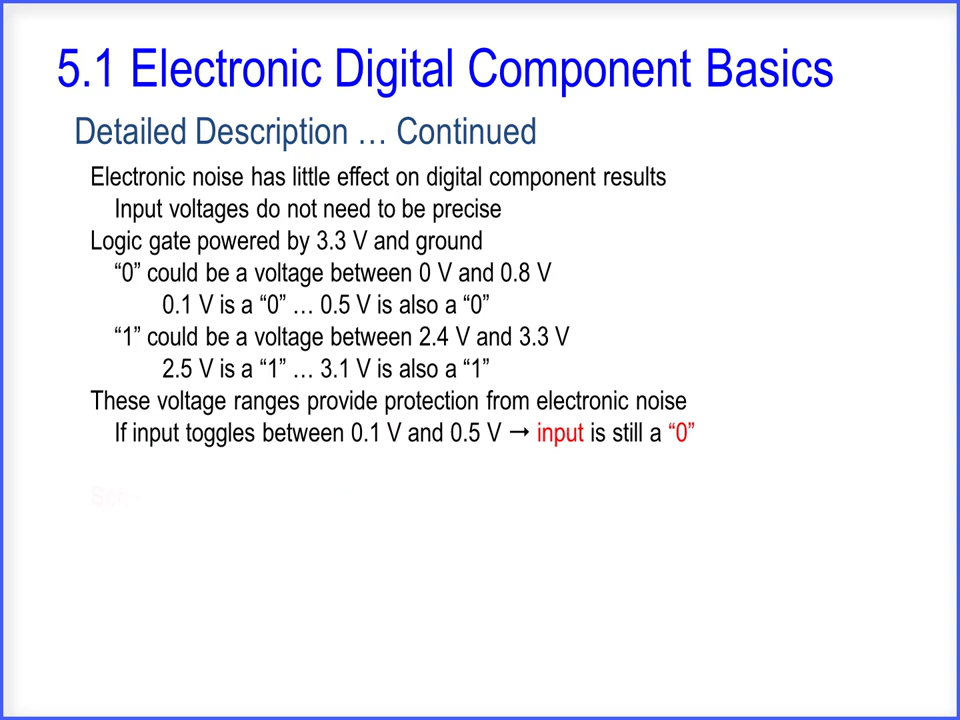 5.1 Electronic Digital Component Basics
Detailed Description … Continued
Electronic noise has little effect on digital component results
Input voltages do not need to be precise
Logic gate powered by 3.3 V and ground
“0” could be a voltage between 0 V and 0.8 V
0.1 V is a “0” … 0.5 V is also a “0”
“1” could be a voltage between 2.4 V and 3.3 V
2.5 V is a “1” … 3.1 V is also a “1”
These voltage ranges provide protection from electronic noise
If input toggles between 0.1 V and 0.5 V → input is still a “0”